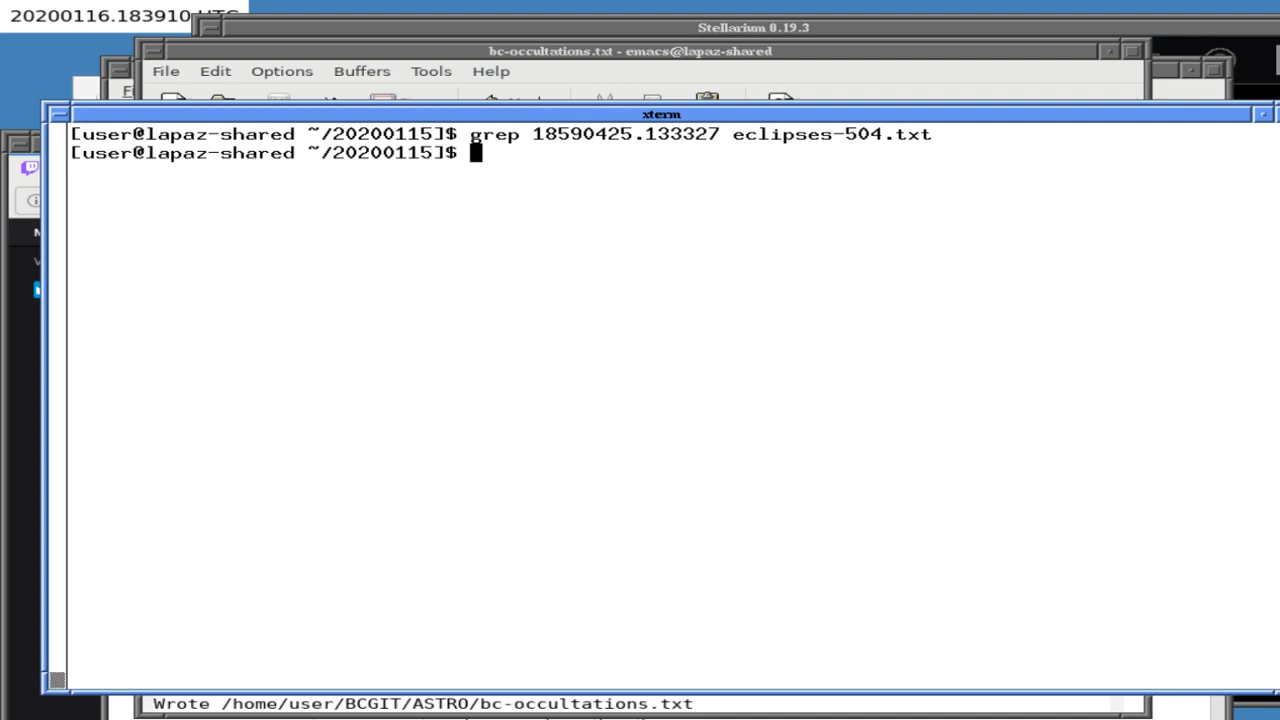 20200116.183910 UTC
Stellarium 0.19.3
bc-occultations.txt - emacs@lapaz-shared
File Edit Options Buffers Tools Help
xterm
[user@lapaz-shared ~/20200115]$ grep 18590425.133327 eclipses-504.txt
[user@lapaz-shared ~/20200115]$
Wrote /home/user/BCGIT/ASTRO/bc-occultations.txt